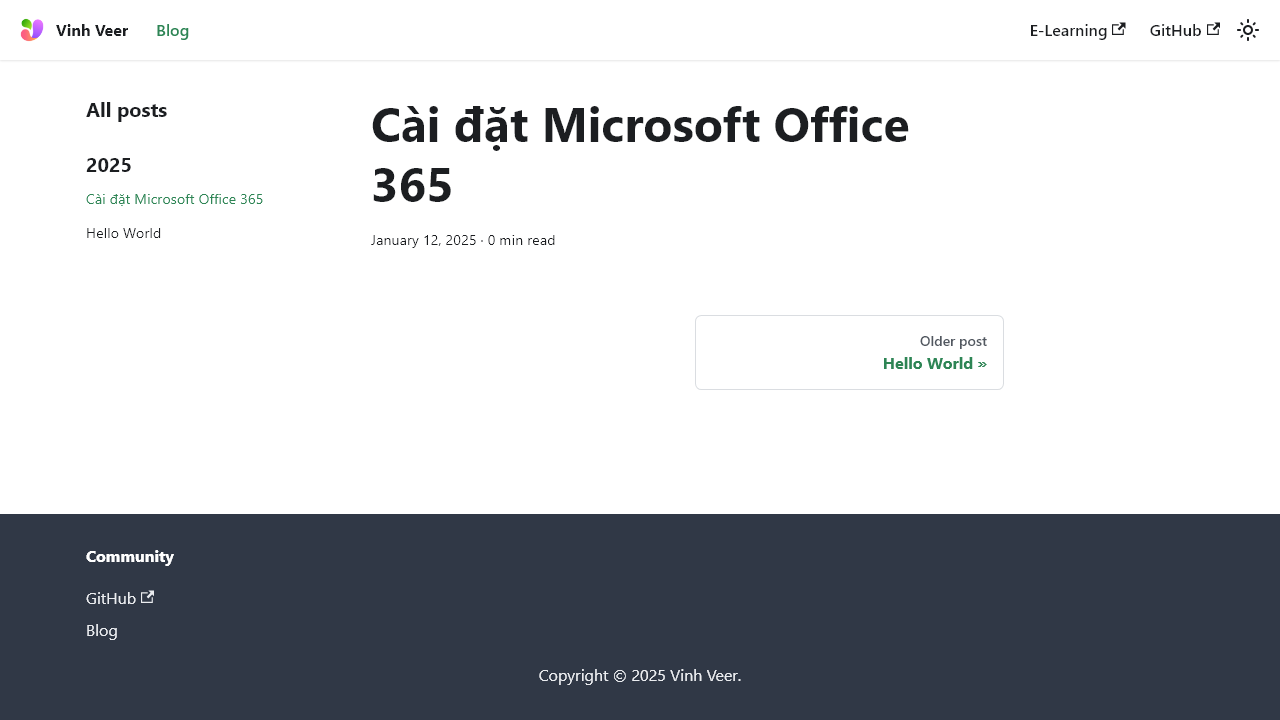 Vinh Veer
Blog
E-Learning
GitHub
All posts
2025
Cài đặt Microsoft Office 365
Hello World
Cài đặt Microsoft Office
365
January 12, 2025 · 0 min read
Older post
Hello World »
Community
GitHub
Blog
Copyright © 2025 Vinh Veer.